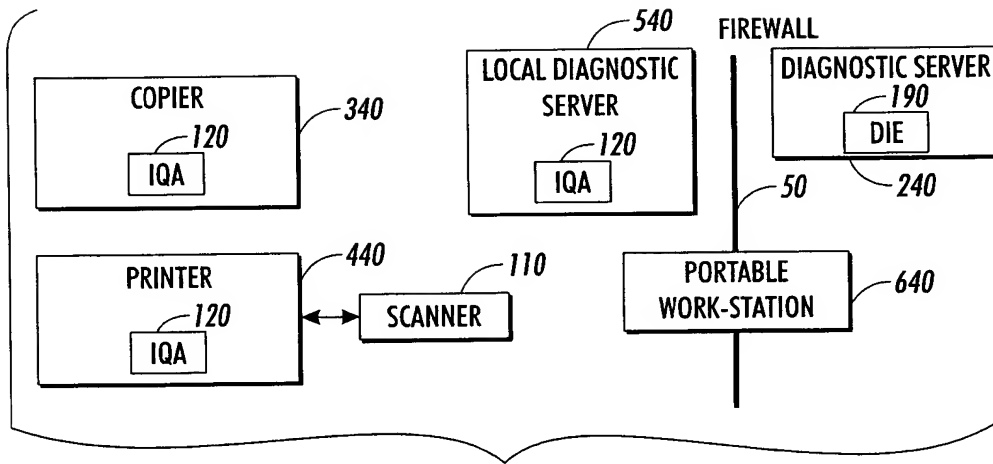 COPIER
340
120
IQA
540
LOCAL DIAGNOSTIC
SERVER
120
IQA
FIREWALL
DIAGNOSTIC SERVER
190
DIE
240
50
PRINTER
440
120
IQA
110
SCANNER
PORTABLE
WORK-STATION
640